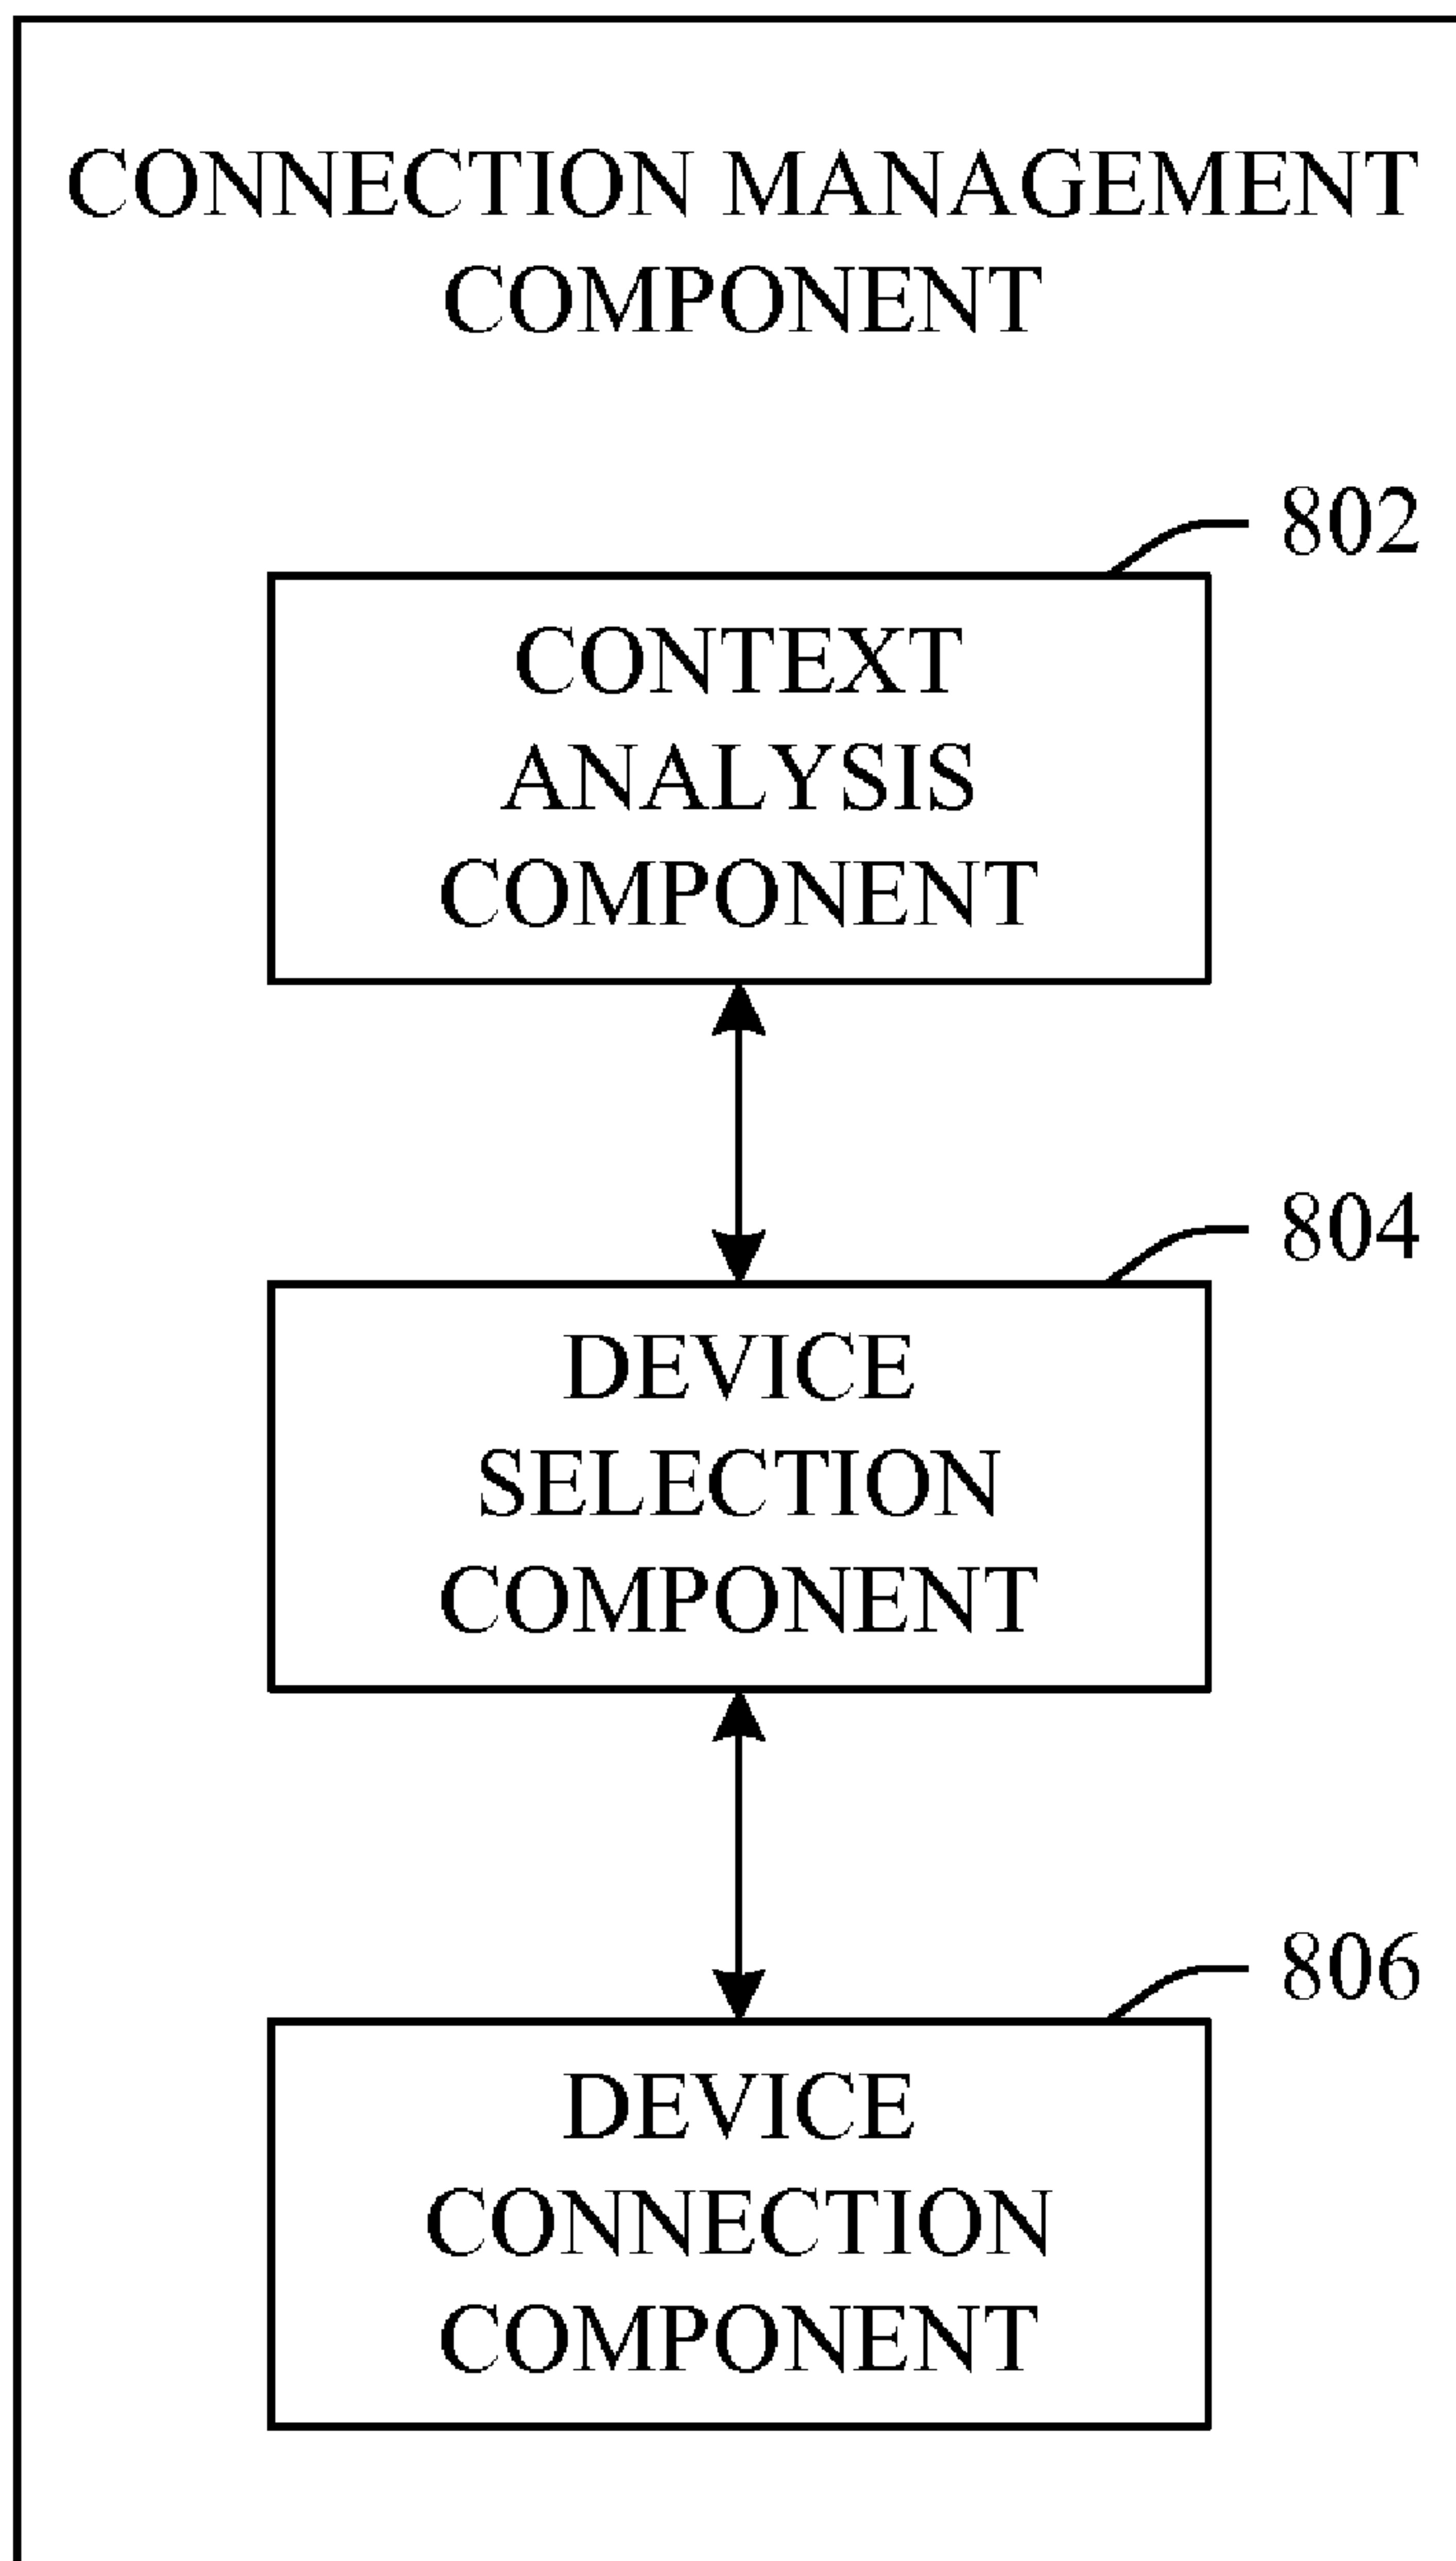 CONNECTION MANAGEMENT
COMPONENT
802
CONTEXT
ANALYSIS
COMPONENT
804
DEVICE
SELECTION
COMPONENT
806
DEVICE
CONNECTION
COMPONENT